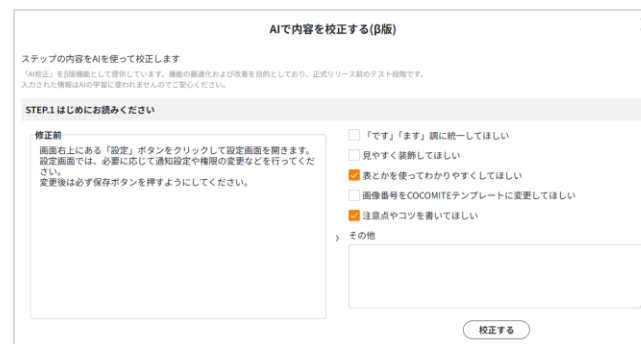 AIで内容を校正する(β版)
ステップの内容をAIを使って校正します
「AI校正」をβ版機能として提供しています。機能の最適化および改善を目的としており、正式リリース前のテスト段階です。
入力された情報はAIの学習に使われませんのでご安心ください。
STEP.1 はじめにお読みください
修正前
画面右上にある「設定」ボタンをクリックして設定画面を開きます。
設定画面では、必要に応じて通知設定や権限の変更などを行ってくだ
さい。
変更後は必ず保存ボタンを押すようにしてください。
「です」「ます」調に統一してほしい
見やすく装飾してほしい
表とかを使ってわかりやすくしてほしい
画像番号をCOCOMITEテンプレートに変更してほしい
注意点やコツを書いてほしい
その他
校正する